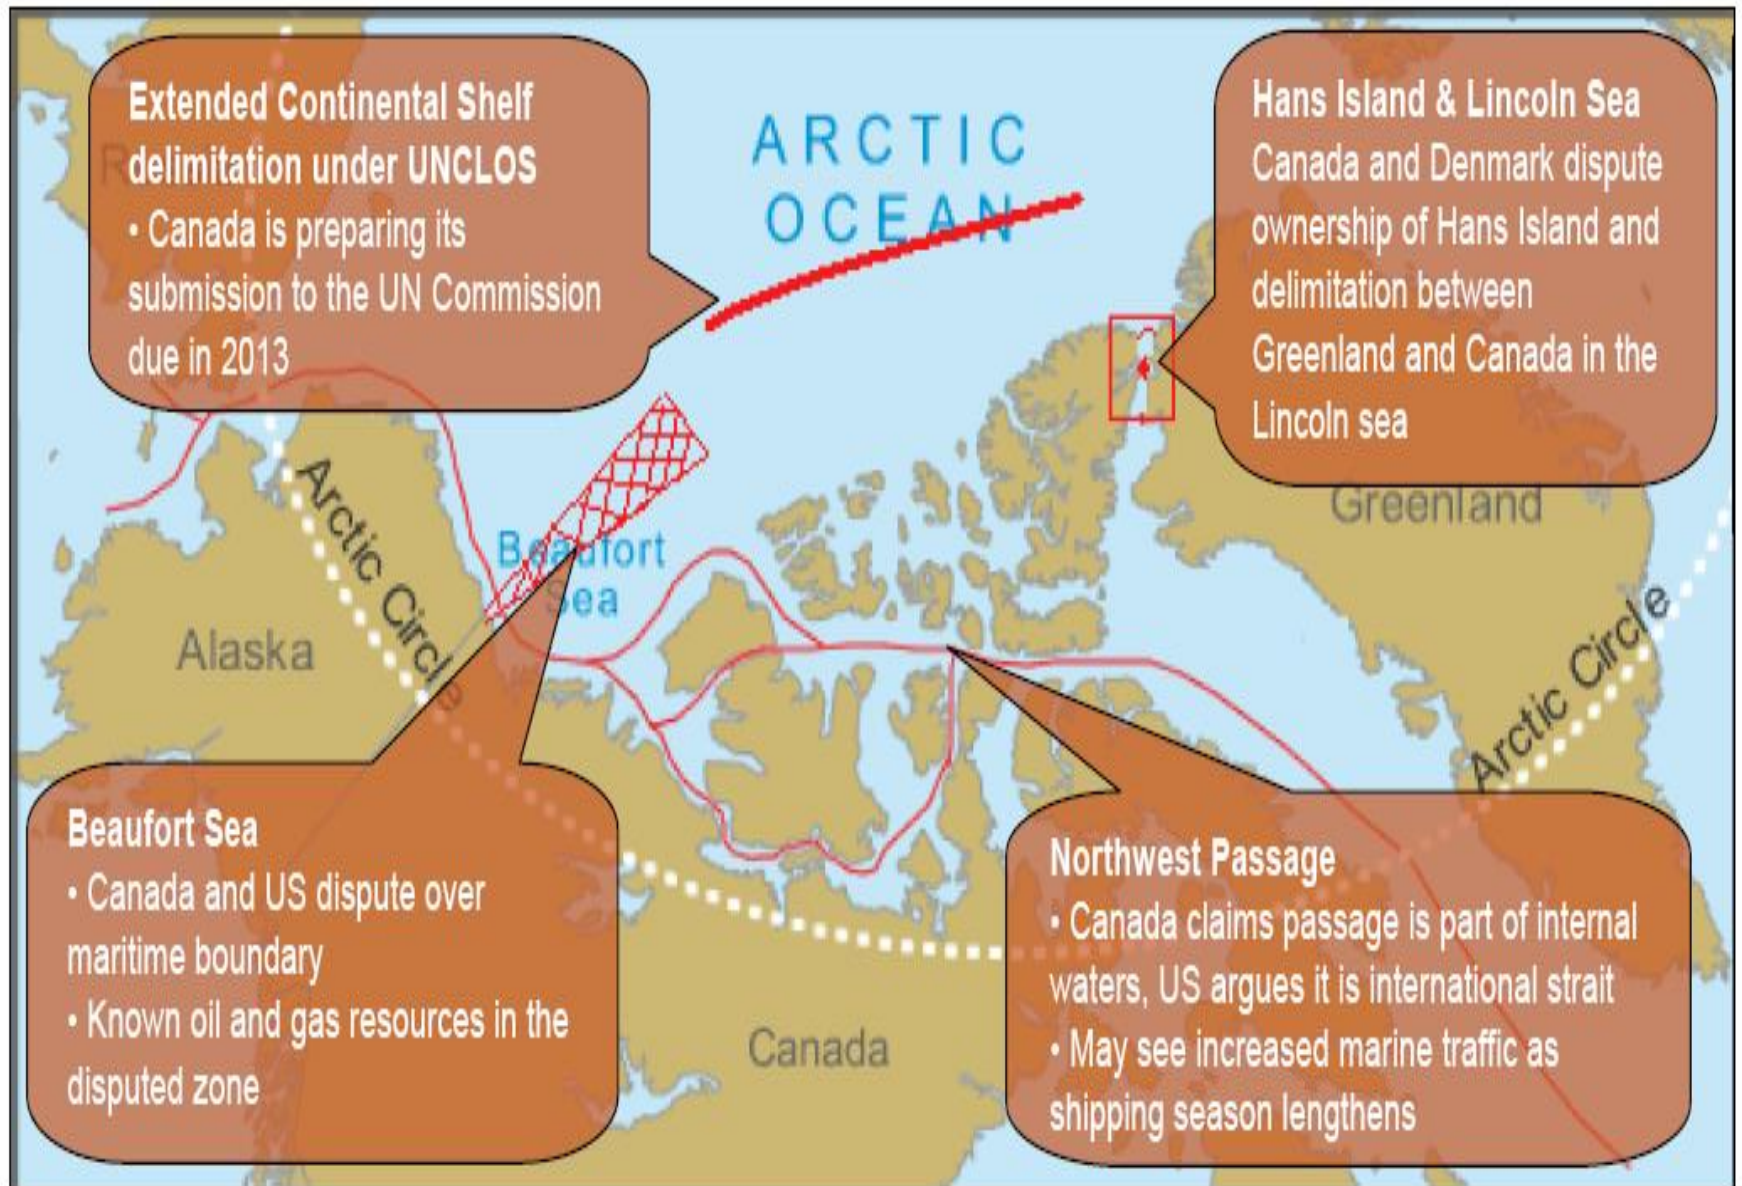 Extended Continental Shelf
delimitation under UNCLOS
• Canada is preparing its
submission to the UN Commission
due in 2013
ARCTIC
OCEAN
Hans Island & Lincoln Sea
Canada and Denmark dispute
ownership of Hans Island and
delimitation between
Greenland and Canada in the
Lincoln sea
Greenland
Arctic Circle
Beaufort
Sea
Alaska
Arctic Circle
Beaufort Sea
• Canada and US dispute over
maritime boundary
• Known oil and gas resources in the
disputed zone
Northwest Passage
• Canada claims passage is part of internal
waters, US argues it is international strait
• May see increased marine traffic as
shipping season lengthens
Canada